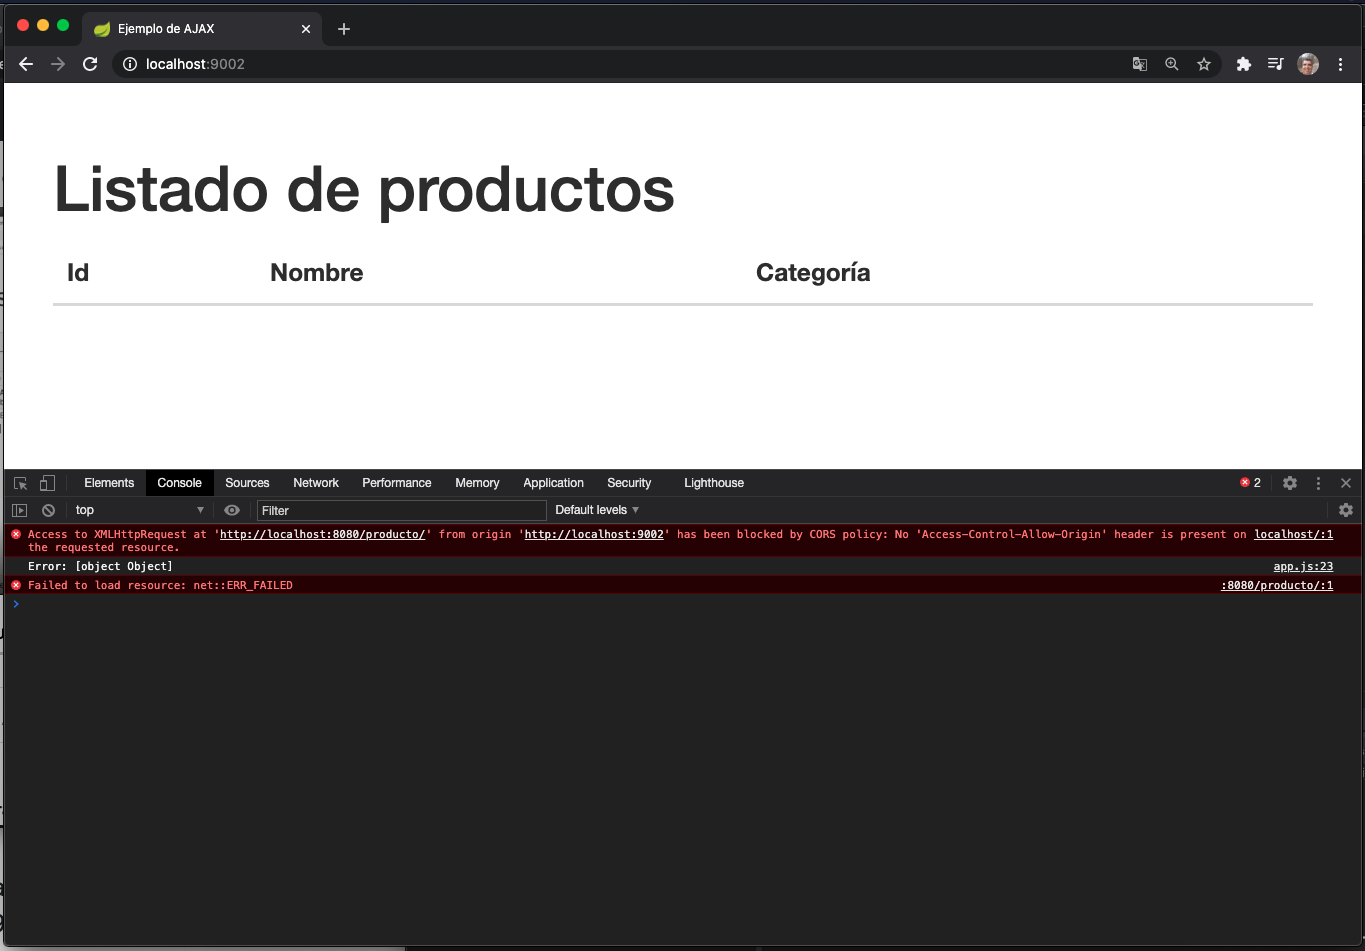 Ejemplo de AJAX
localhost:9002
Listado de productos
Id Nombre Categoría
Elements Console Sources Network Performance Memory Application Security Lighthouse 2
top Filter Default levels
Access to XMLHttpRequest at 'http://localhost:8080/producto/' from origin 'http://localhost:9002' has been blocked by CORS policy: No 'Access-Control-Allow-Origin' header is present on localhost/:1
the requested resource.
Error: [object Object] app.js:23
Failed to load resource: net::ERR_FAILED :8080/producto/:1